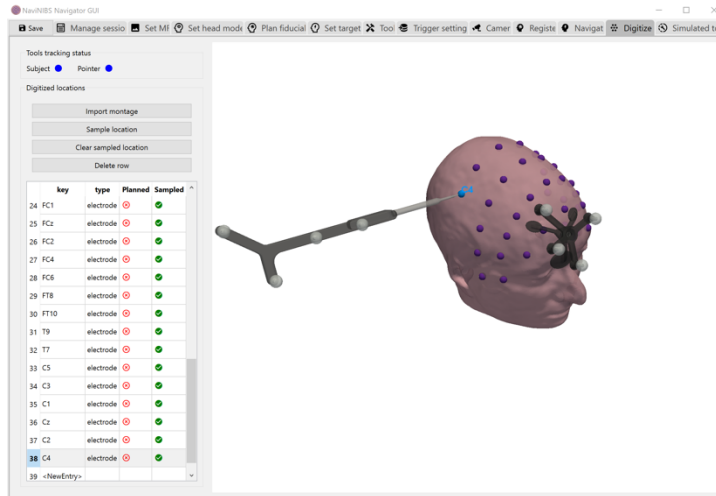 NaviNIBS Navigator GUI
Save Manage sessio Set MF Set head mode Plan fiducial Set target Tool Trigger setting Camer Registe Navigat Digitize Simulated to
Tools tracking status
Subject Pointer
Digitized locations
Import montage
Sample location
Clear sampled location
Delete row
key type Planned Sampled
24 FC1 electrode
25 FCz electrode
26 FC2 electrode
27 FC4 electrode
28 FC6 electrode
29 FT8 electrode
30 FT10 electrode
31 T9 electrode
32 T7 electrode
33 C5 electrode
34 C3 electrode
35 C1 electrode
36 Cz electrode
37 C2 electrode
38 C4 electrode
39 <NewEntry>
C4